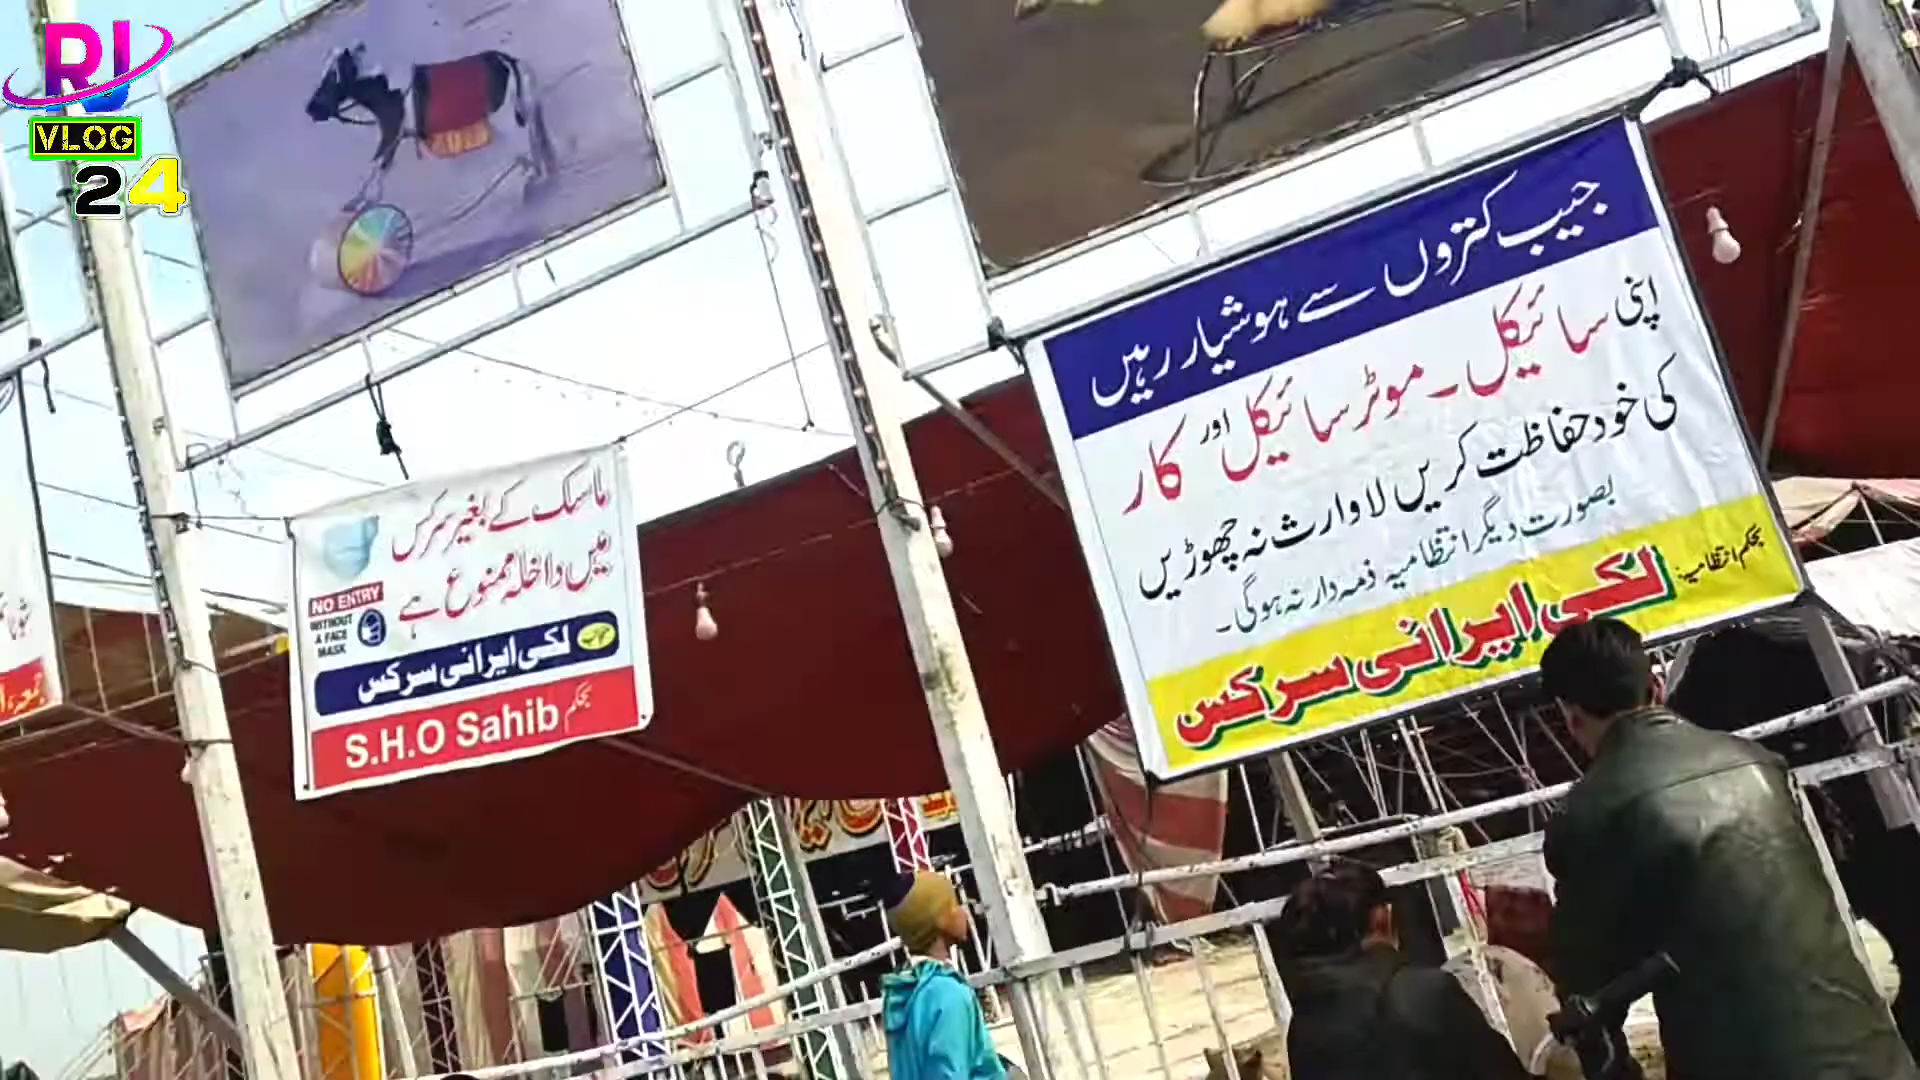 RJ
VLOG
24
2019
جیب کتروں سے ہوشیار رہیں
اپنی سائیکل۔ موٹر سائیکل اور کار
کی خود حفاظت کریں لاوارث نہ چھوڑیں
بصورت دیگر انتظامیہ ذمہ دار نہ ہوگی۔
بحکم انتظامیہ:
لکی ایرانی سرکس
ماسک کے بغیر سرکس
میں داخلہ ممنوع ہے
NO ENTRY
WITHOUT
A FACE
MASK
لکی ایرانی سرکس
بحکم S.H.O Sahib